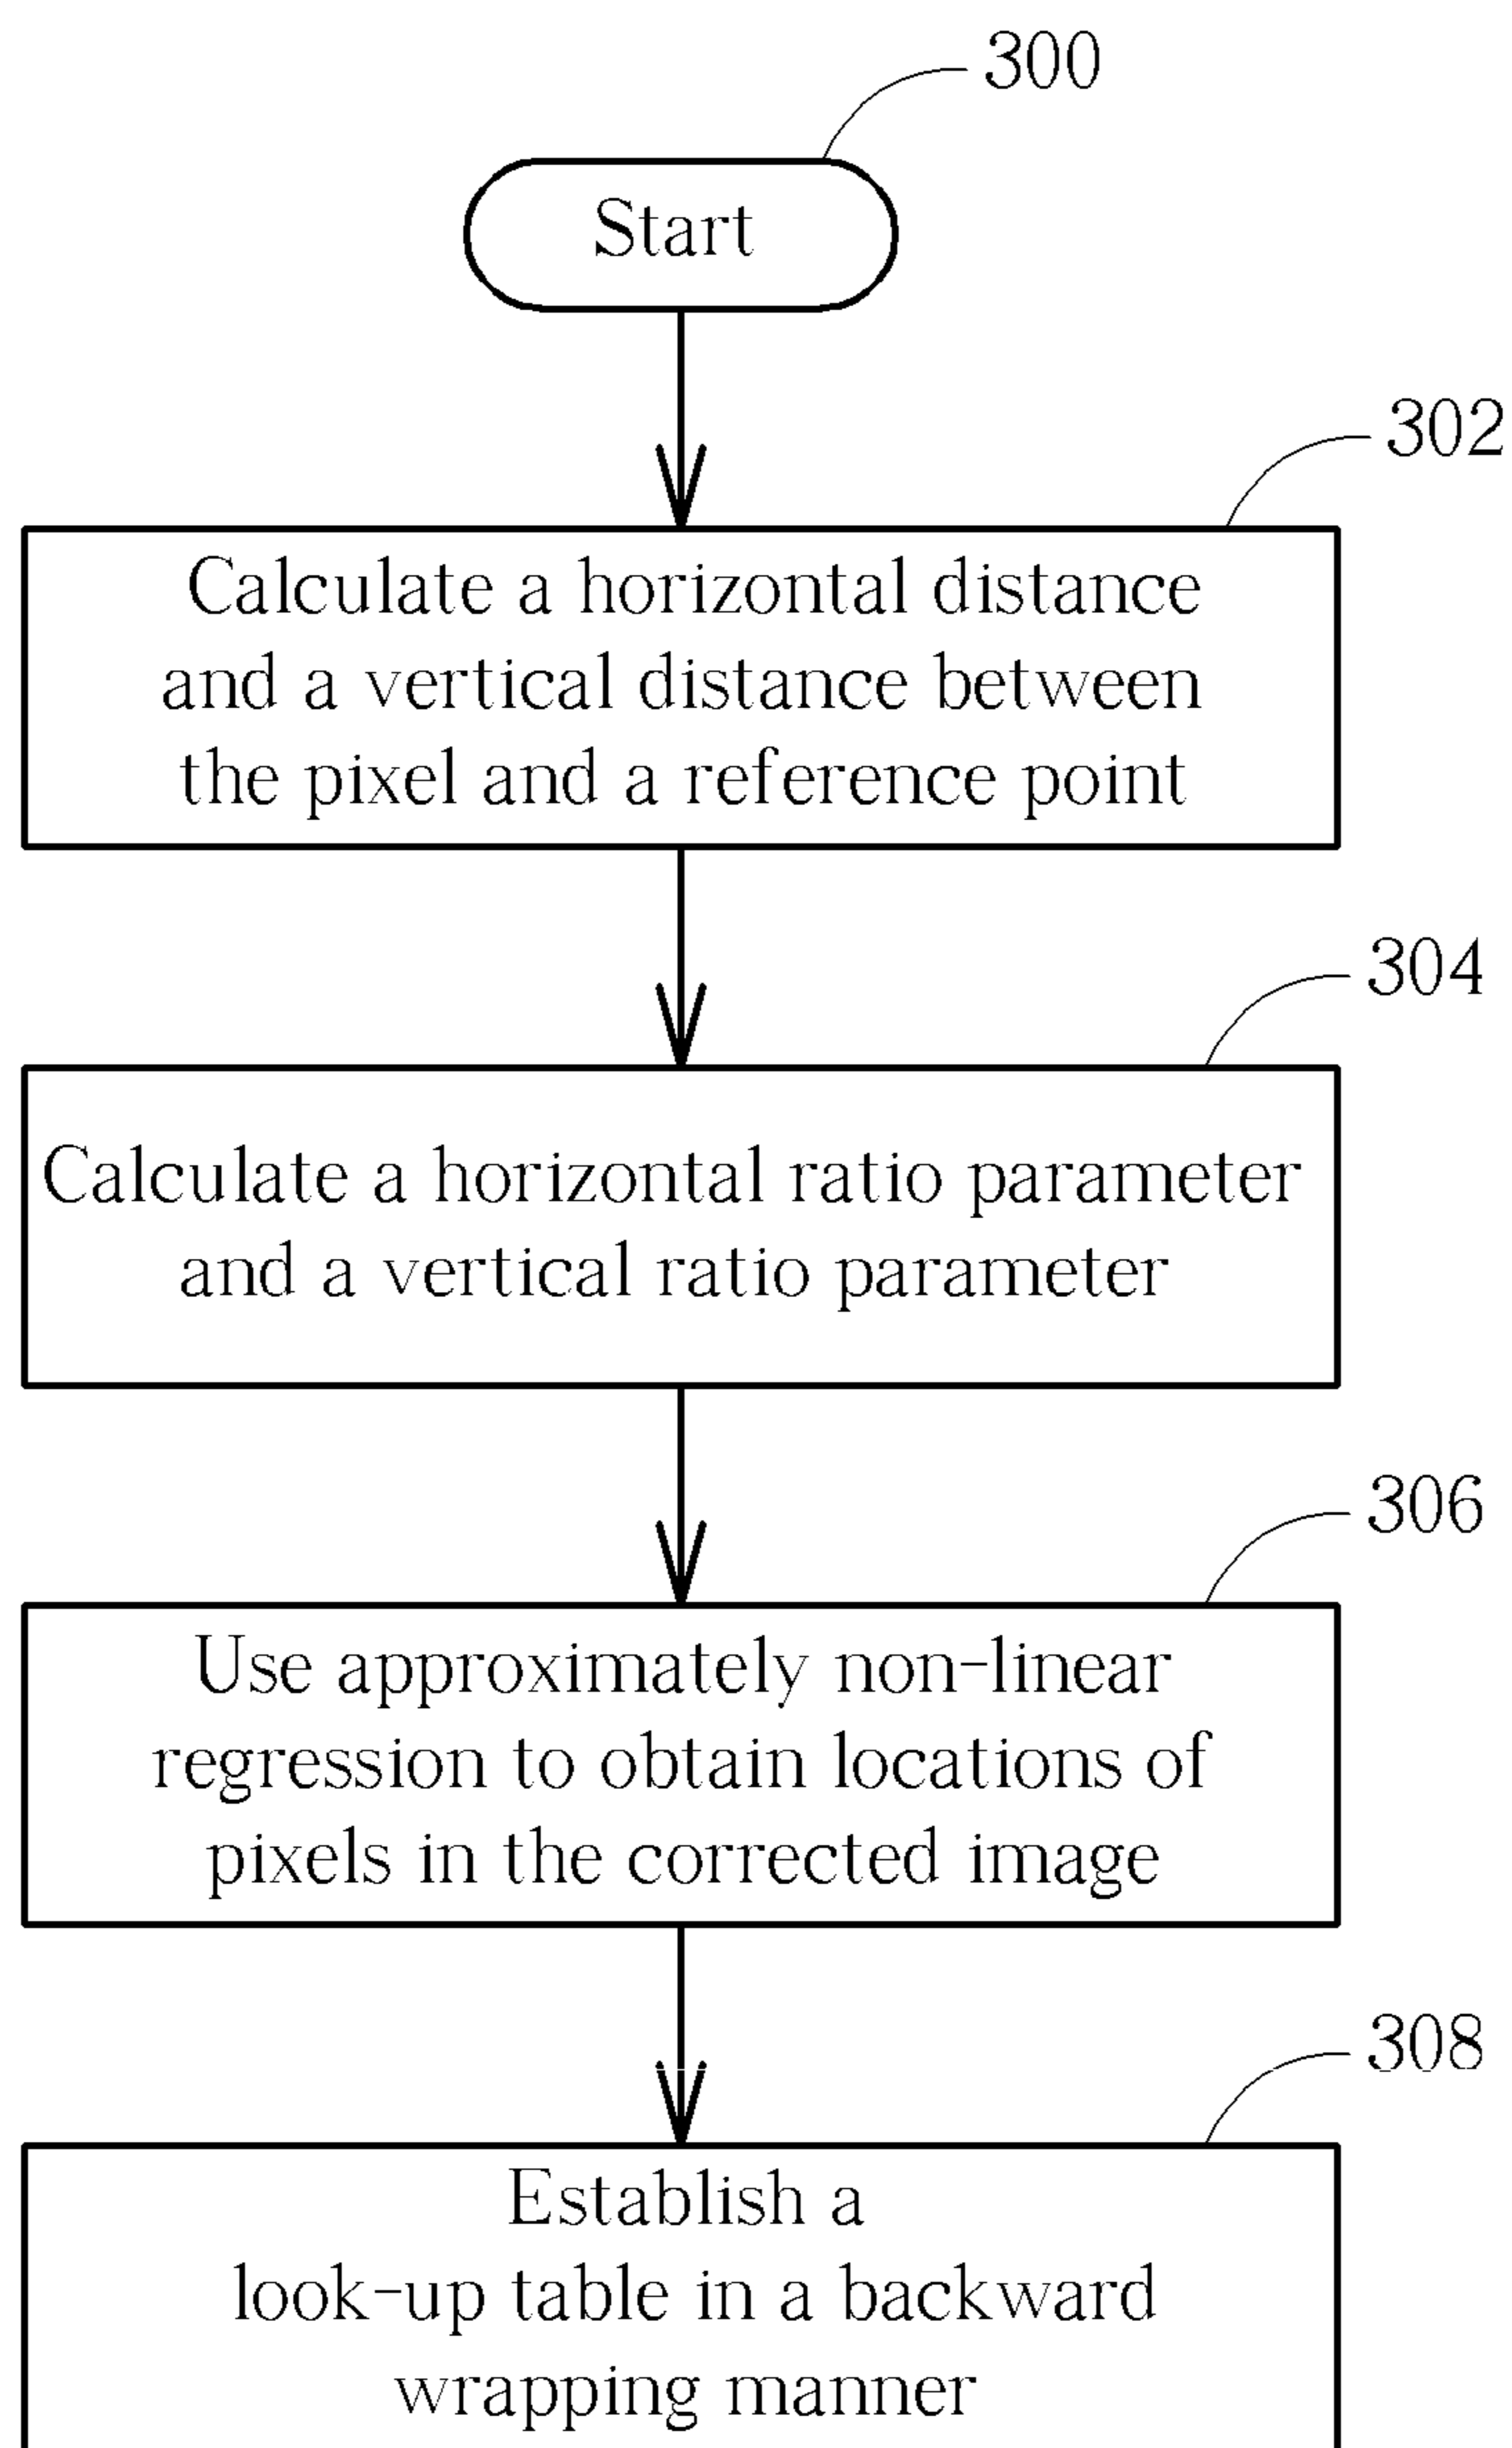 300
Start
302
Calculate a horizontal distance
and a vertical distance between
the pixel and a reference point
304
Calculate a horizontal ratio parameter
and a vertical ratio parameter
306
Use approximately non-linear
regression to obtain locations of
pixels in the corrected image
308
Establish a
look-up table in a backward
wrapping manner